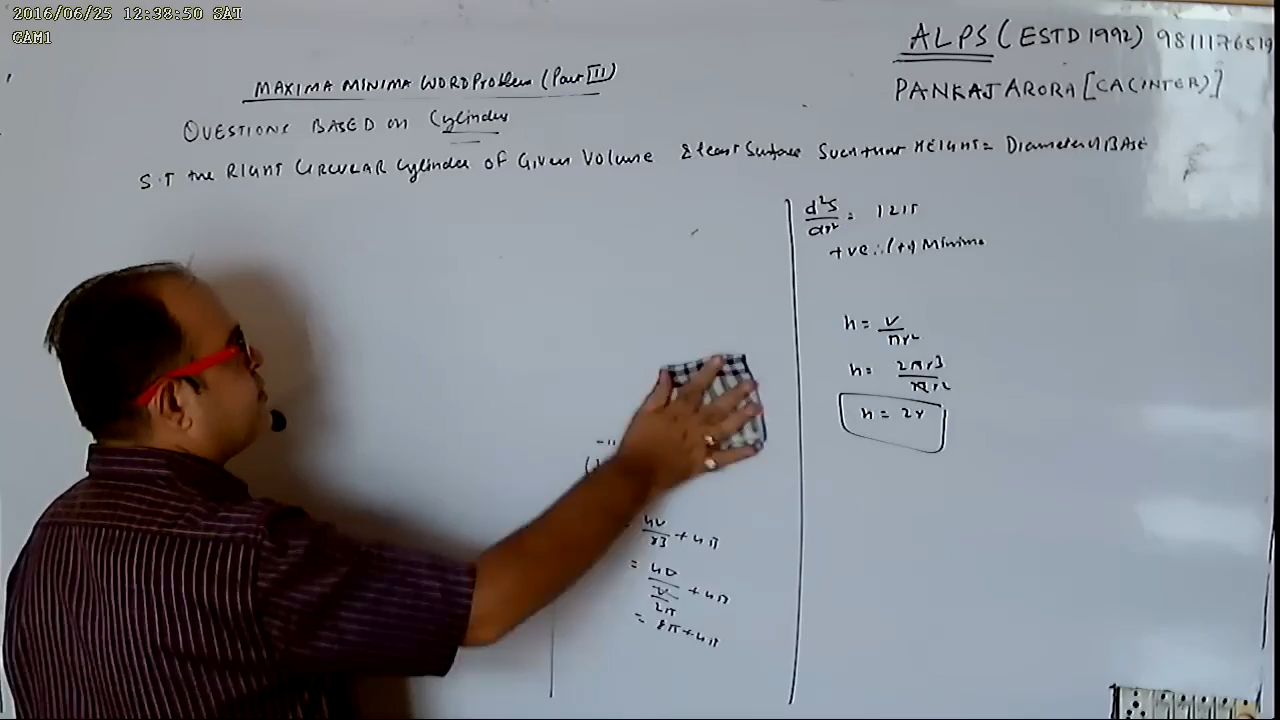 2016/06/25 12:38:50 SAT
CAM1
ALPS (ESTD 1992) 9811176519
PANKAJ ARORA [CA(INTER)]
MAXIMA MINIMA WORD Problem (Part III)
QUESTIONS BASED ON Cylinder
S.T the RIGHT CIRCULAR Cylinder of Given Volume & least Surface Such that HEIGHT = Diameter of BASE
4V/r3 + 4π
= 4V/(V/2π) + 4π
= 8π + 4π
d²S/dr² = 12π
+ve ∴ Minima
h = V/πr²
h = 2πr3/πr2
h = 2r